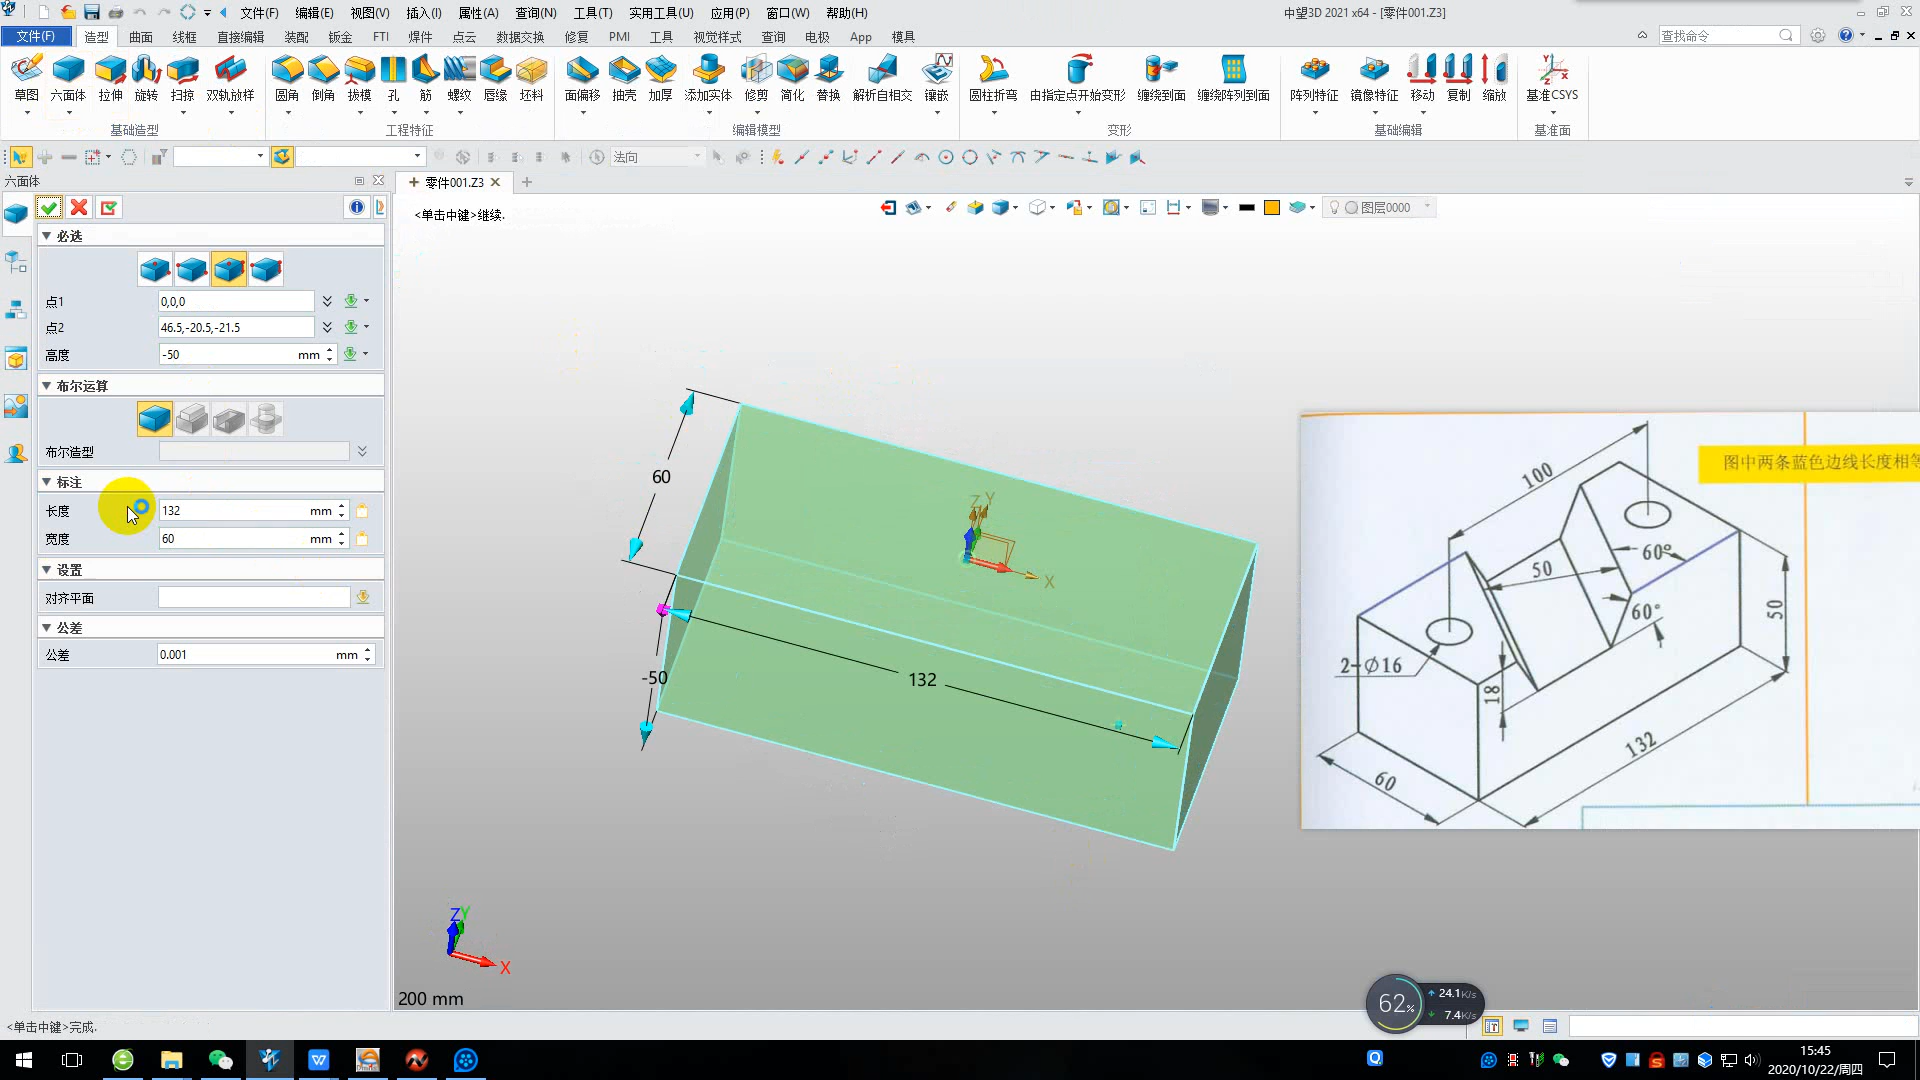 文件(F) 编辑(E) 视图(V) 插入(I) 属性(A) 查询(N) 工具(T) 实用工具(U) 应用(P) 窗口(W) 帮助(H) 中望3D 2021 x64 - [零件001.Z3]
文件(F) 造型 曲面 线框 直接编辑 装配 钣金 FTI 焊件 点云 数据交换 修复 PMI 工具 视觉样式 查询 电极 App 模具 查找命令
草图 六面体 拉伸 旋转 扫掠 双轨放样 圆角 倒角 拔模 孔 筋 螺纹 唇缘 坯料 面偏移 抽壳 加厚 添加实体 修剪 简化 替换 解析自相交 镶嵌 圆柱折弯 由指定点开始变形 缠绕到面 缠绕阵列到面 阵列特征 镜像特征 移动 复制 缩放 基准CSYS
基础造型 工程特征 编辑模型 变形 基础编辑 基准面
法向
六面体
零件001.Z3
<单击中键>继续.
图层0000
必选
点1 0,0,0
点2 46.5,-20.5,-21.5
高度 -50 mm
布尔运算
布尔造型
标注
长度 132 mm
宽度 60 mm
设置
对齐平面
公差
公差 0.001 mm
60
Z Y
X
-50
132
图中两条蓝色边线长度相等
100
60°
50
60°
50
2-Φ16
18
132
60
Z Y
X
200 mm
62%
24.1K/s
7.4K/s
<单击中键>完成.
15:45
2020/10/22/周四